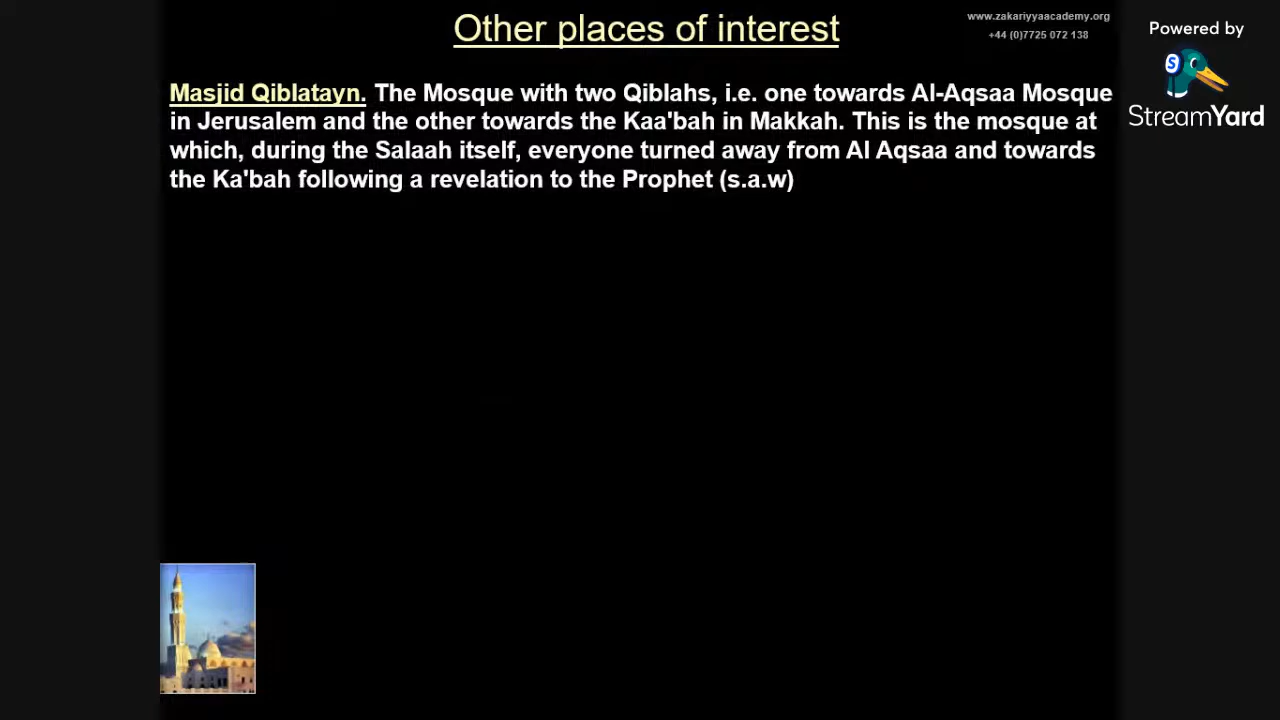 Other places of interest
www.zakariyyaacademy.org
+44 (0)7725 072 138
Powered by
S
StreamYard
Masjid Qiblatayn. The Mosque with two Qiblahs, i.e. one towards Al-Aqsaa Mosque
in Jerusalem and the other towards the Kaa'bah in Makkah. This is the mosque at
which, during the Salaah itself, everyone turned away from Al Aqsaa and towards
the Ka'bah following a revelation to the Prophet (s.a.w)